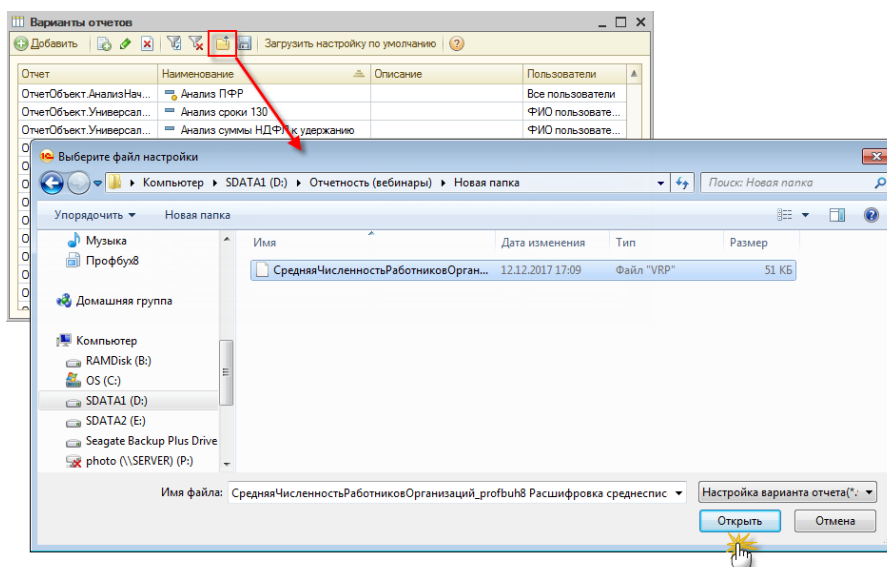 Варианты отчетов
Добавить Загрузить настройку по умолчанию
Отчет Наименование Описание Пользователи
ОтчетОбъект.АнализНач... Анализ ПФР Все пользователи
ОтчетОбъект.Универсал... Анализ сроки 130 ФИО пользовате...
ОтчетОбъект.Универсал... Анализ суммы НДФЛ к удержанию ФИО пользовате...
Выберите файл настройки
Компьютер SDATA1 (D:) Отчетность (вебинары) Новая папка Поиск: Новая папка
Упорядочить Новая папка
Музыка Имя Дата изменения Тип Размер
Профбух8 СредняяЧисленностьРаботниковОрган... 12.12.2017 17:09 Файл "VRP" 51 КБ
Домашняя группа
Компьютер
RAMDisk (B:)
OS (C:)
SDATA1 (D:)
SDATA2 (E:)
Seagate Backup Plus Drive
photo (\\SERVER) (P:)
Имя файла: СредняяЧисленностьРаботниковОрганизаций_profbuh8 Расшифровка среднеспис Настройка варианта отчета(*.
Открыть Отмена